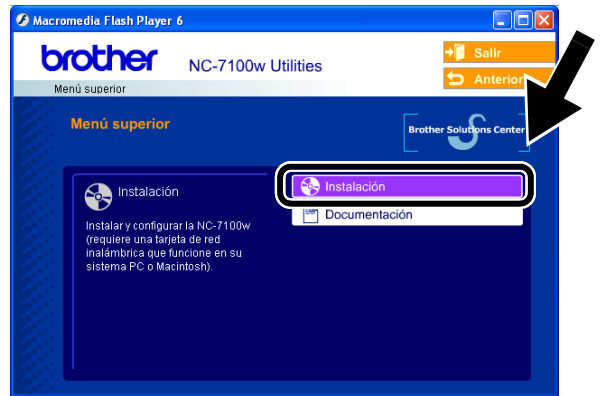 Macromedia Flash Player 6
brother
NC-7100w Utilities
Salir
Anterior
Menú superior
Menú superior
Brother Solutions Center
Instalación
Instalar y configurar la NC-7100w
(requiere una tarjeta de red
inalámbrica que funcione en su
sistema PC o Macintosh).
Instalación
Documentación